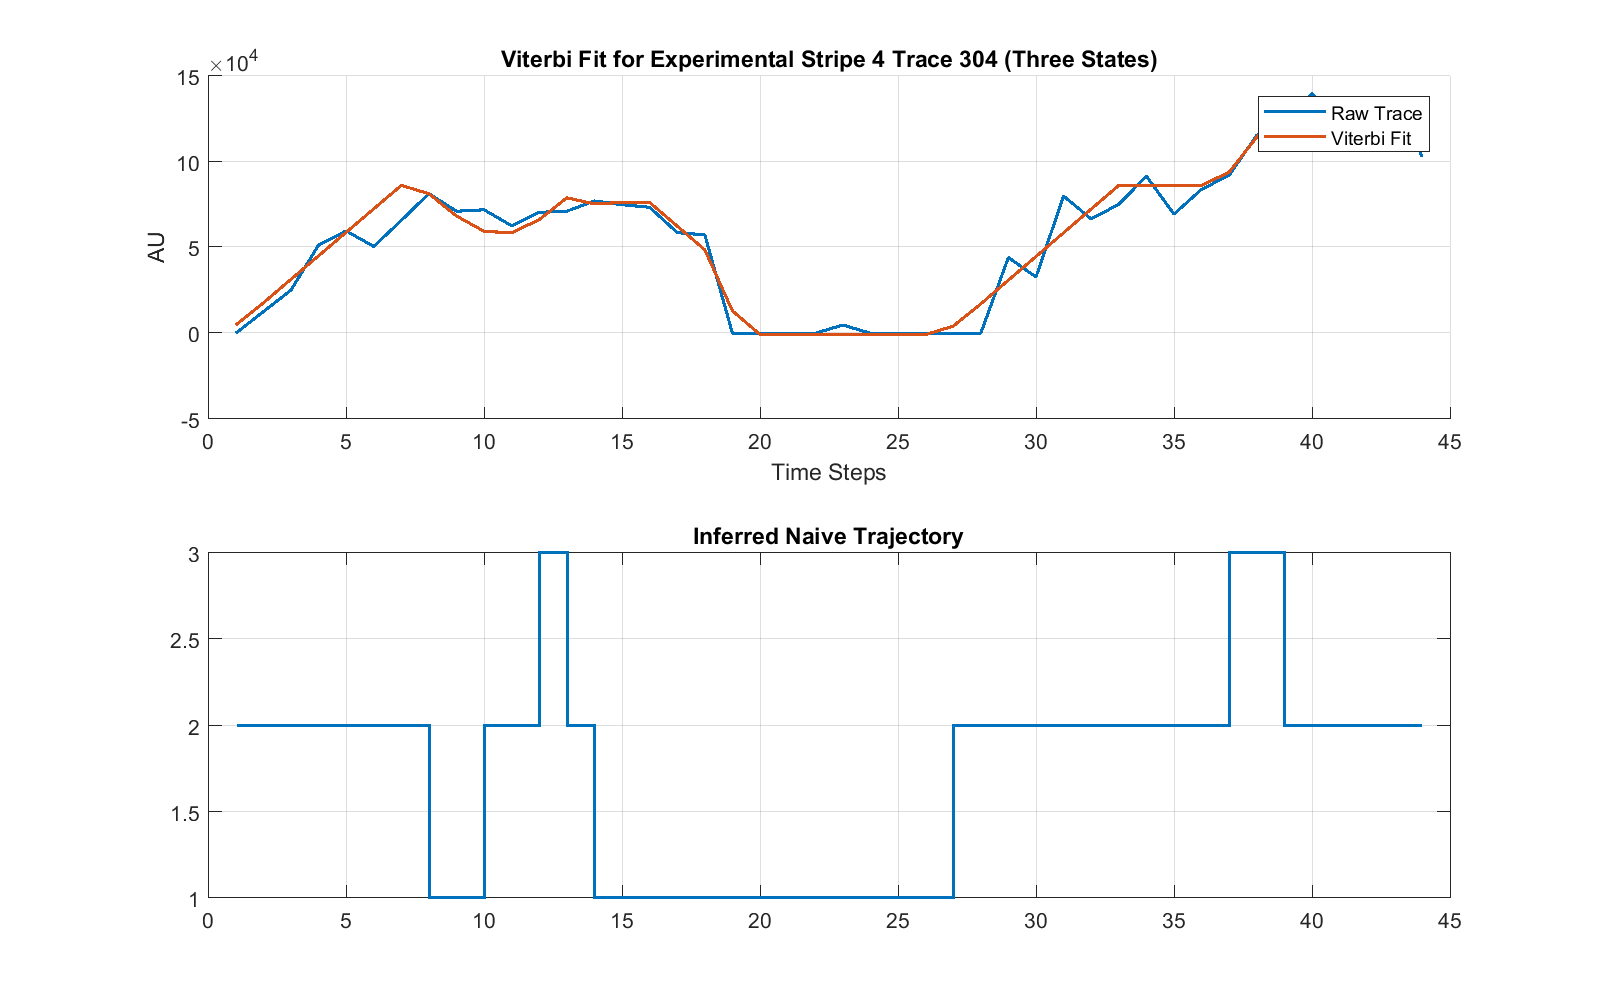 Viterbi Fit for Experimental Stripe 4 Trace 304 (Three States)
×10^4
15
10
5
0
-5
AU
Raw Trace
Viterbi Fit
0 5 10 15 20 25 30 35 40 45
Time Steps
Inferred Naive Trajectory
3
2.5
2
1.5
1
0 5 10 15 20 25 30 35 40 45